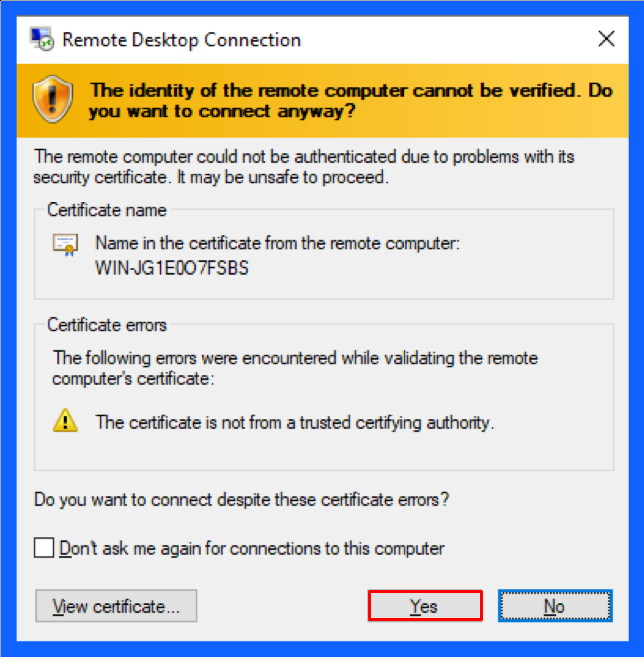 Remote Desktop Connection
The identity of the remote computer cannot be verified. Do
you want to connect anyway?
The remote computer could not be authenticated due to problems with its
security certificate. It may be unsafe to proceed.
Certificate name
Name in the certificate from the remote computer:
WIN-JG1E0O7FSBS
Certificate errors
The following errors were encountered while validating the remote
computer's certificate:
The certificate is not from a trusted certifying authority.
Do you want to connect despite these certificate errors?
Don't ask me again for connections to this computer
View certificate...
Yes
No